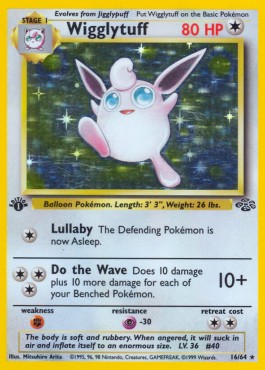 STAGE 1
Evolves from Jigglypuff Put Wigglytuff on the Basic Pokémon
Wigglytuff 80 HP
Balloon Pokémon. Length: 3' 3", Weight: 26 lbs.
Lullaby The Defending Pokémon is
now Asleep.
Do the Wave Does 10 damage
plus 10 more damage for each of
your Benched Pokémon.
10+
weakness resistance retreat cost
-30
The body is soft and rubbery. When angered, it will suck in
air and inflate itself to an enormous size. LV. 36 #40
Illus. Mitsuhiro Arita ©1995, 96, 98 Nintendo, Creatures, GAMEFREAK. ©1999 Wizards. 16/64